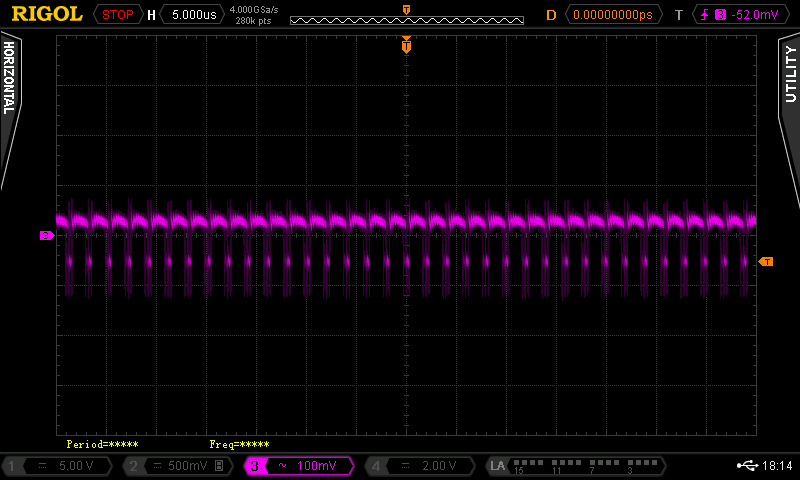 RIGOL STOP H 5.000us 4.000GSa/s 280k pts T D 0.00000000ps T 3 -52.0mV
HORIZONTAL
UTILITY
T
3
T
Period=***** Freq=*****
1 5.00 V 2 500mV 3 ~ 100mV 4 2.00 V LA 15 11 7 3 18:14